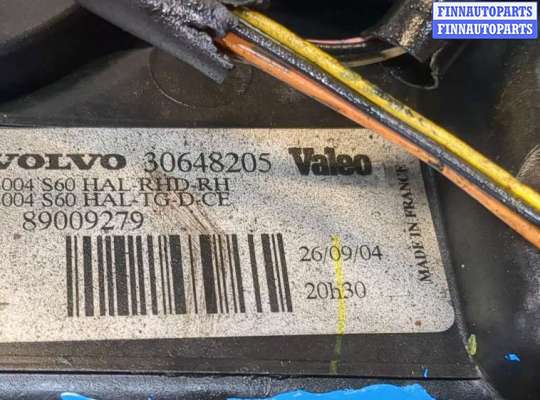 FINNAUTOPARTS
FINNAUTOPARTS
VOLVO 30648205 Valeo
004 S60 HAL-RHD-RH
004 S60 HAL-TG-D-CE
89009279
26/09/04
20h30
MADE IN FRANCE